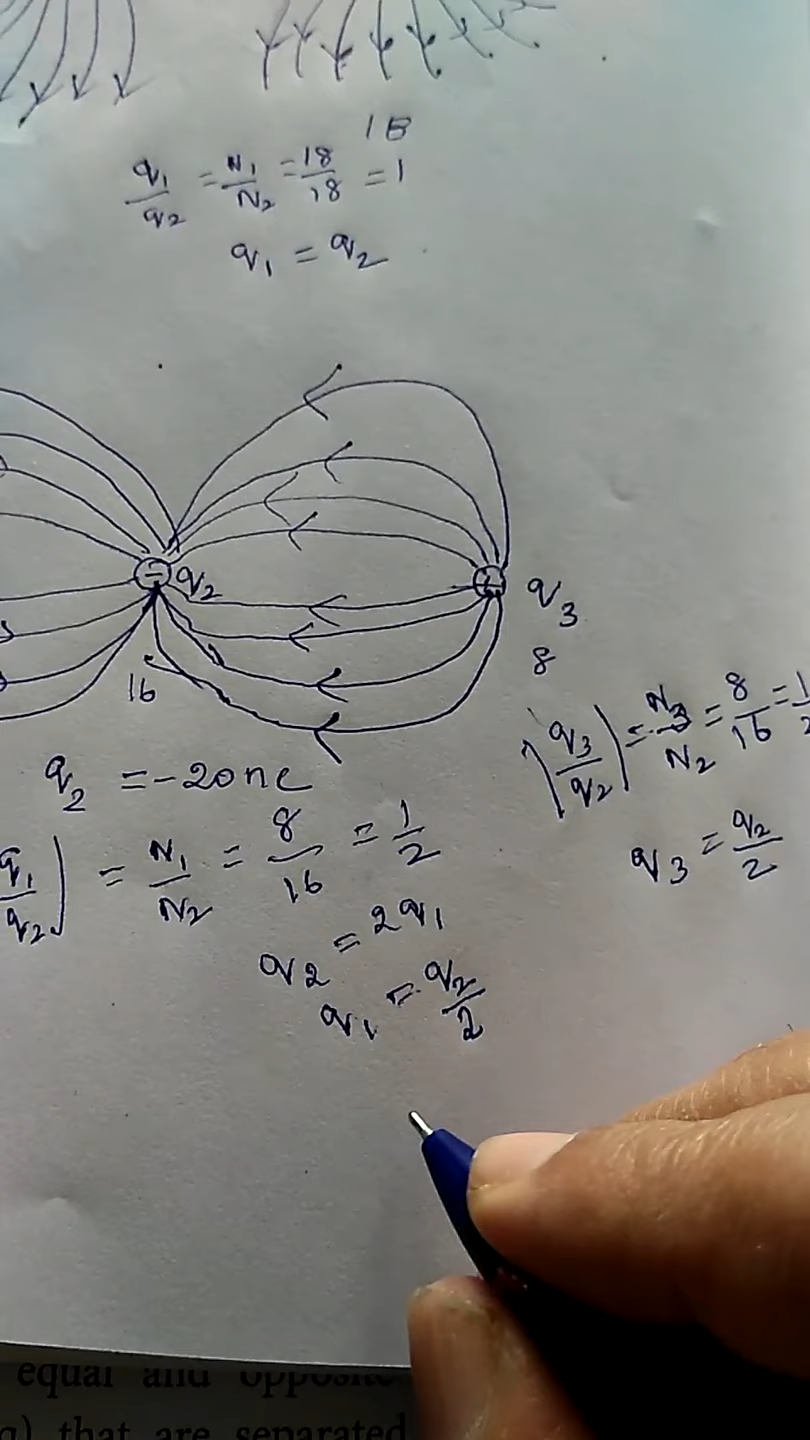 18
q₁/q₂ = N₁/N₂ = 18/18 = 1
q₁ = q₂
− q₂
+ q₃
8
16
|q₃/q₂| = N₃/N₂ = 8/16 = 1/2
q₂ = -20nc
q₁/q₂| = N₁/N₂ = 8/16 = 1/2
q₃ = q₂/2
q₂ = 2q₁
q₁ = q₂/2
equal and opposite
q) that are separated